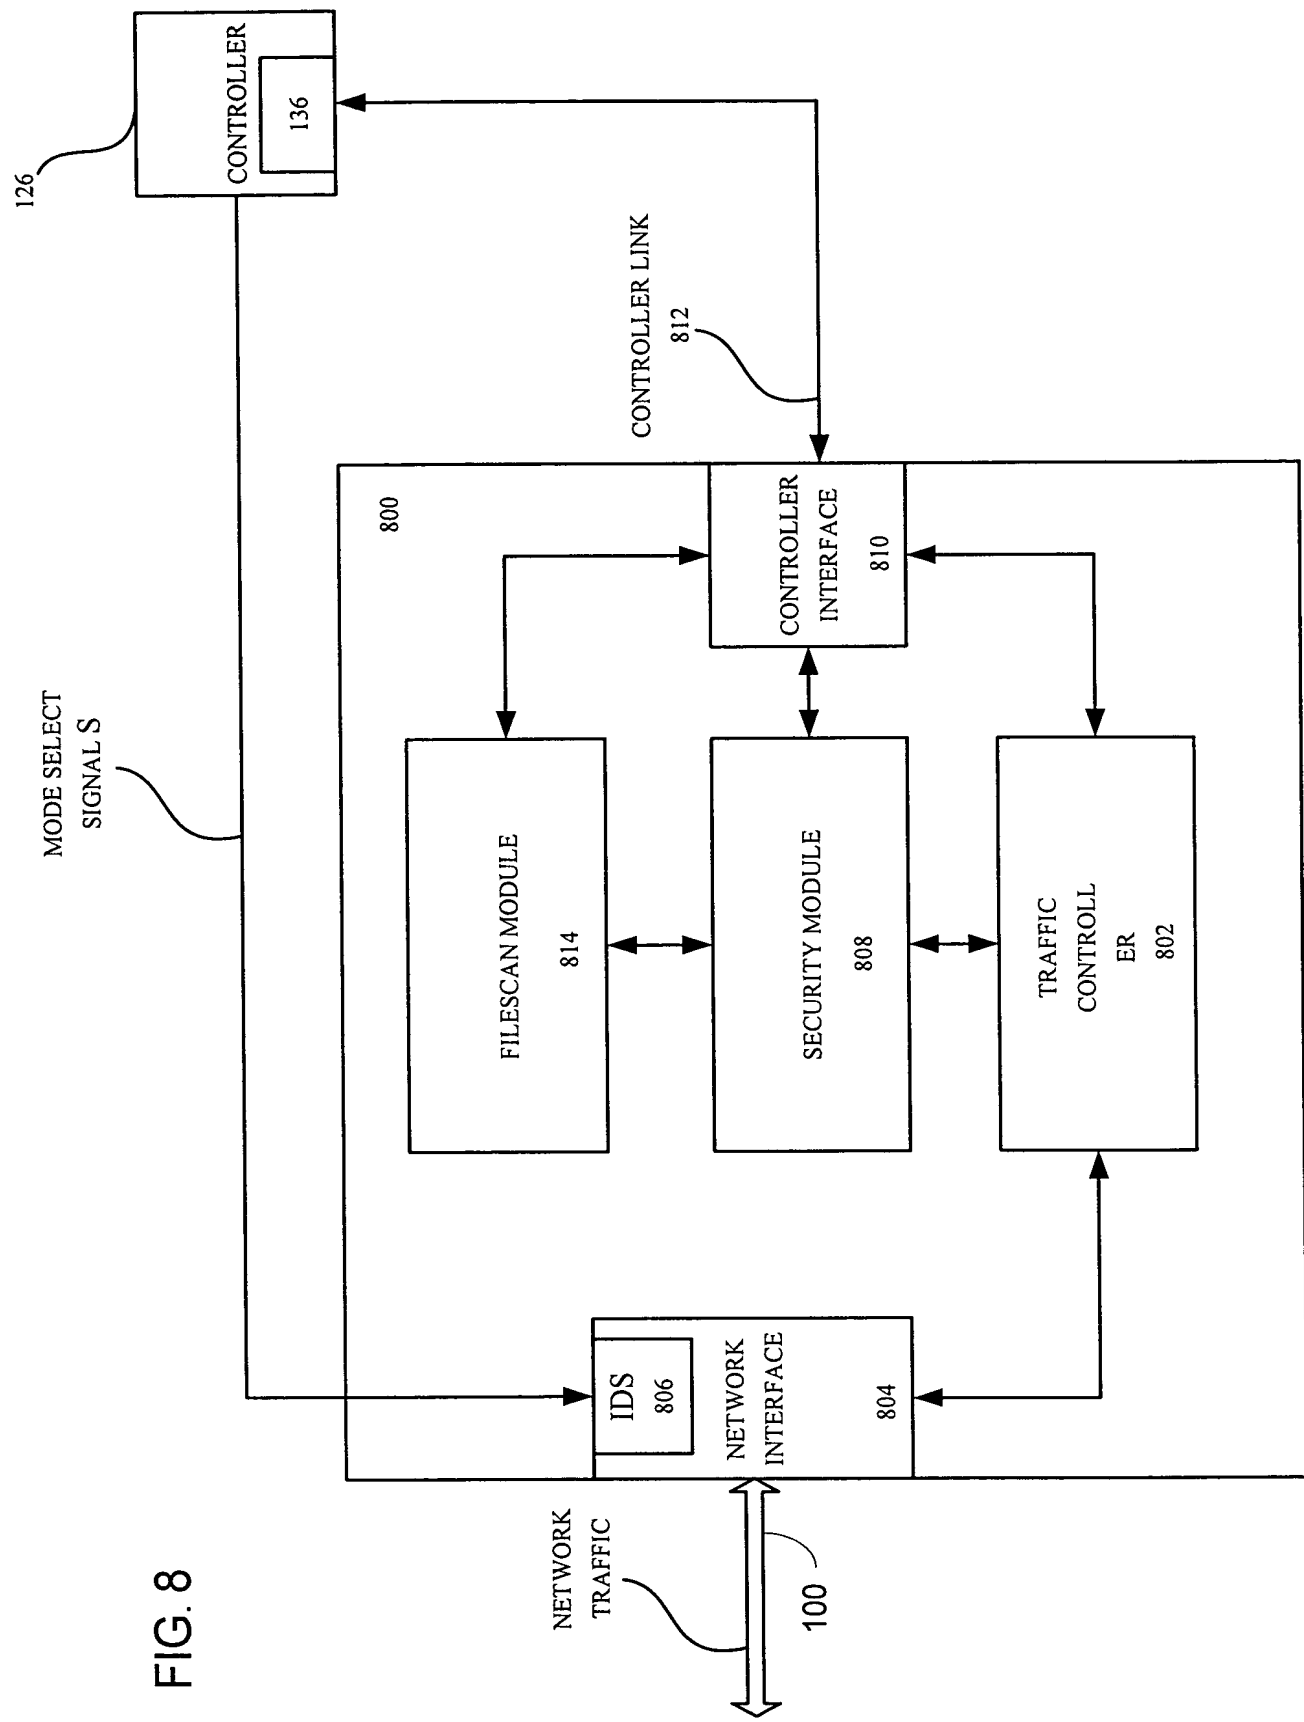 FIG. 8
MODE SELECT
SIGNAL S
126
CONTROLLER
136
CONTROLLER LINK
812
800
FILESCAN MODULE
814
CONTROLLER
INTERFACE
810
SECURITY MODULE
808
TRAFFIC
CONTROLL
ER
802
IDS
806
NETWORK
INTERFACE
804
NETWORK
TRAFFIC
100